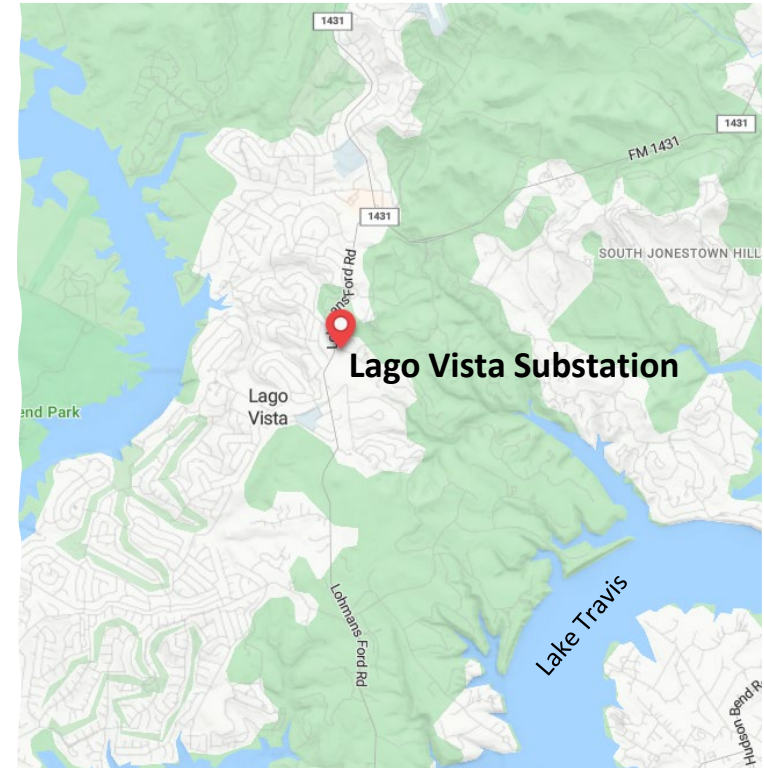 1431
1431
FM 1431
1431
SOUTH JONESTOWN HILL
Lohmans Ford Rd
Lago Vista Substation
Lago
Vista
end Park
Lake Travis
Lohmans Ford Rd
Hudson Bend R